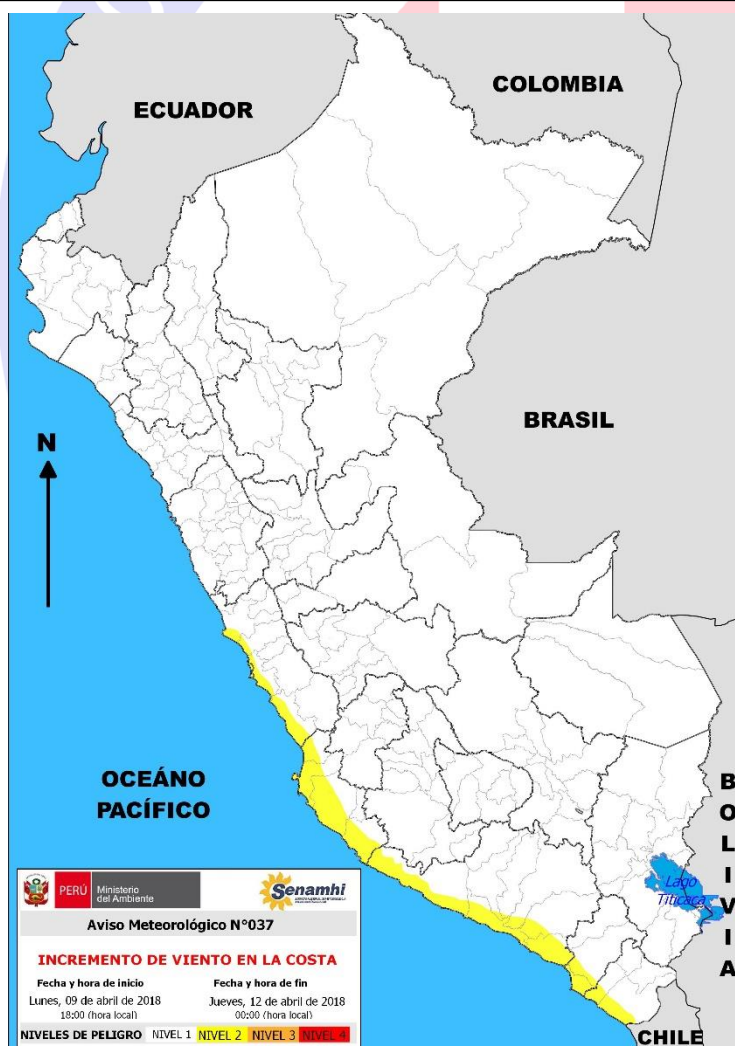 COLOMBIA
ECUADOR
BRASIL
N
OCEÁNO
PACÍFICO
BOLIVIA
Lago
Titicaca
CHILE
PERÚ
Ministerio
del Ambiente
Senamhi
Aviso Meteorológico N°037
INCREMENTO DE VIENTO EN LA COSTA
Fecha y hora de inicio Fecha y hora de fin
Lunes, 09 de abril de 2018 Jueves, 12 de abril de 2018
18:00 (hora local) 00:00 (hora local)
NIVELES DE PELIGRO NIVEL 1 NIVEL 2 NIVEL 3 NIVEL 4